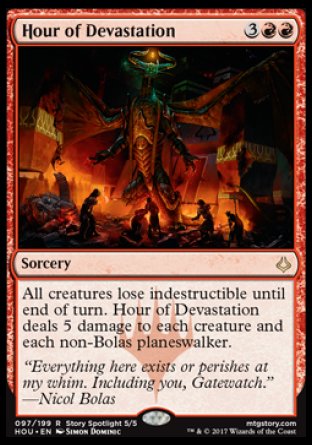 Hour of Devastation 3
Sorcery
All creatures lose indestructible until
end of turn. Hour of Devastation
deals 5 damage to each creature and
each non-Bolas planeswalker.
“Everything here exists or perishes at
my whim. Including you, Gatewatch.”
—Nicol Bolas
097/199 R Story Spotlight 5/5 mtgstory.com
HOU • EN Simon Dominic ™ & © 2017 Wizards of the Coast